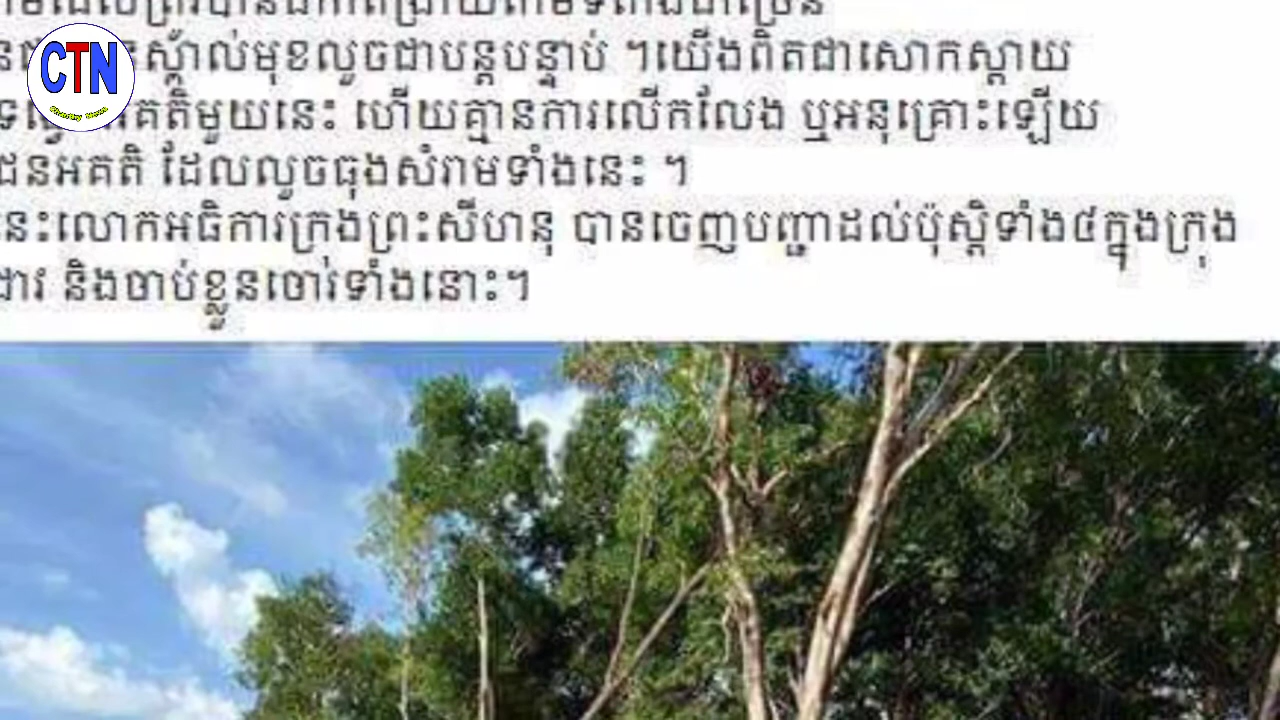 CTN
ស្គាល់មុខលួចជាបន្តបន្ទាប់ ។យើងពិតជាសោកស្តាយ
អគតិមួយនេះ ហើយគ្មានការលើកលែង ឬអនុគ្រោះឡើយ
ជនអគតិ ដែលលួចធុងសំរាមទាំងនេះ ។
នេះលោកអធិការក្រុងព្រះសីហនុ បានចេញបញ្ជាដល់ប៉ុស្តិ៍ទាំង៤ក្នុងក្រុង
និងចាប់ខ្លួនចោរទាំងនោះ។